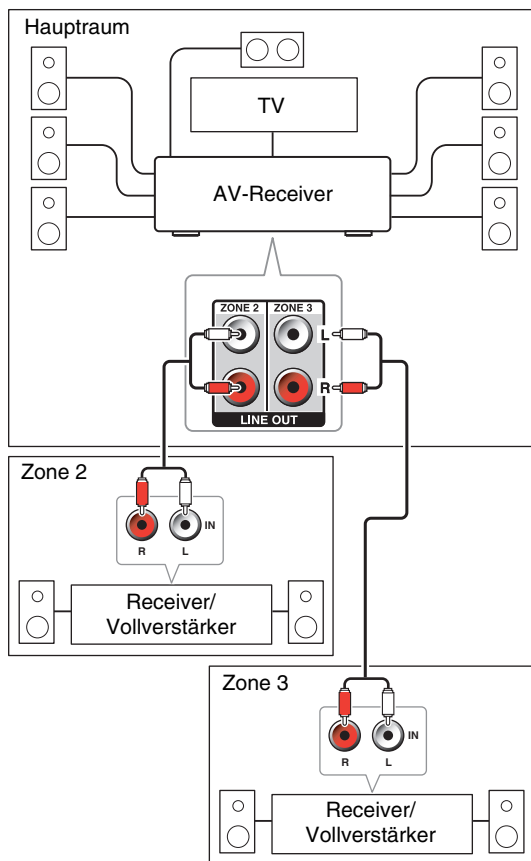 Hauptraum
TV
AV-Receiver
ZONE 2 ZONE 3
L
R
LINE OUT
Zone 2
IN
R L
Receiver/
Vollverstärker
Zone 3
IN
R L
Receiver/
Vollverstärker